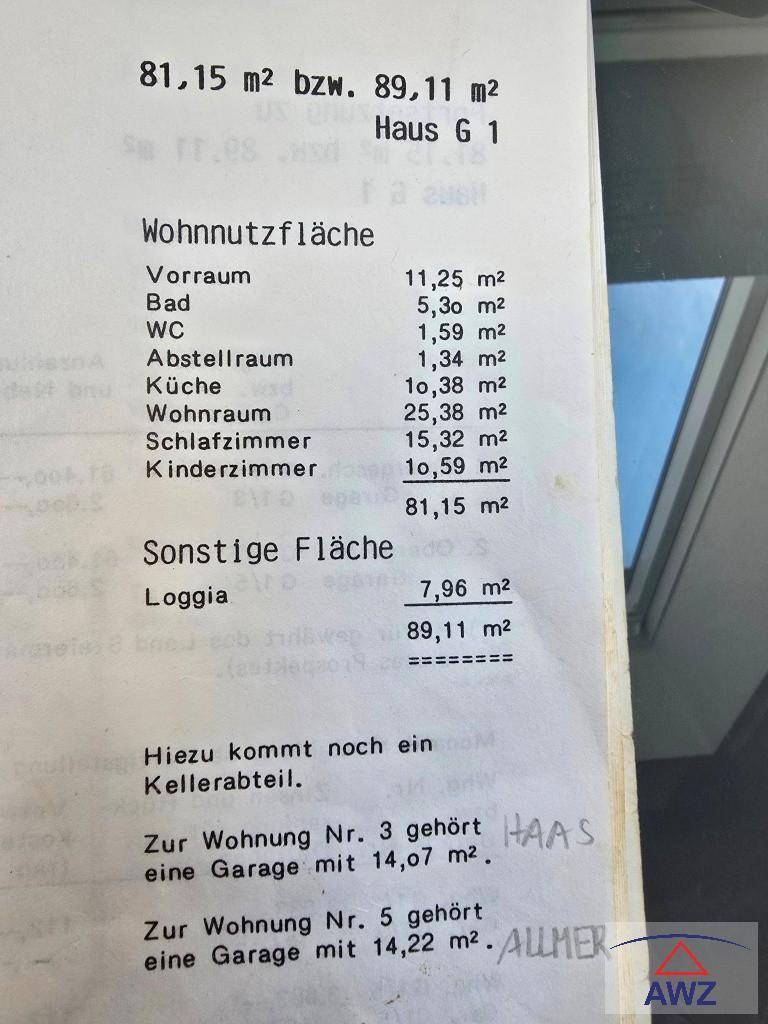 81,15 m² bzw. 89,11 m²
Haus G 1
Wohnnutzfläche
Vorraum 11,25 m²
Bad 5,3o m²
WC 1,59 m²
Abstellraum 1,34 m²
Küche 1o,38 m²
Wohnraum 25,38 m²
Schlafzimmer 15,32 m²
Kinderzimmer 1o,59 m²
81,15 m²
Sonstige Fläche
Loggia 7,96 m²
89,11 m²
========
Hiezu kommt noch ein
Kellerabteil.
Zur Wohnung Nr. 3 gehört HAAS
eine Garage mit 14,o7 m².
Zur Wohnung Nr. 5 gehört
eine Garage mit 14,22 m². ALLMER
AWZ